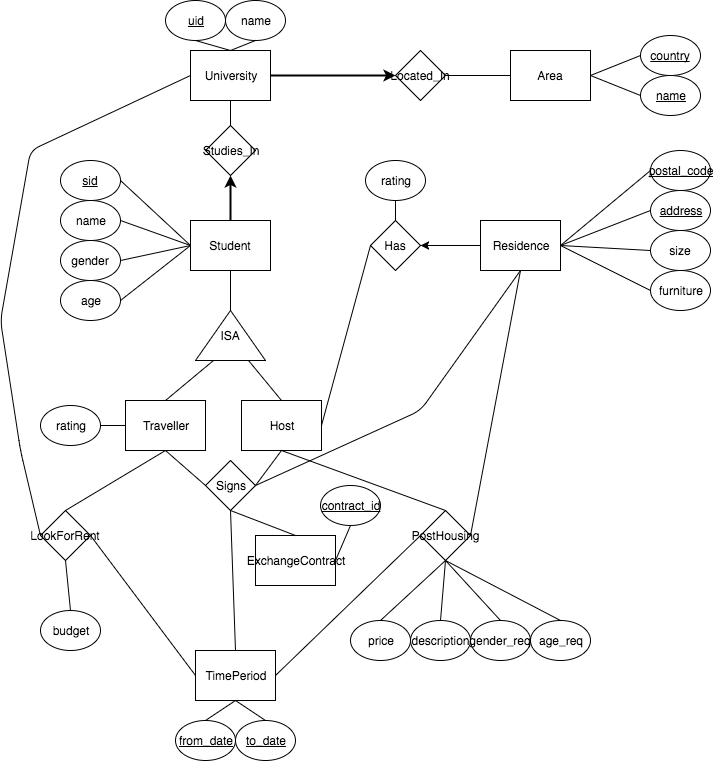 uid
name
University
Located_In
Area
country
name
Studies_In
sid
name
gender
age
Student
rating
Has
Residence
postal_code
address
size
furniture
ISA
rating
Traveller
Host
Signs
contract_id
LookForRent
ExchangeContract
PostHousing
budget
price
description
gender_req
age_req
TimePeriod
from_date
to_date